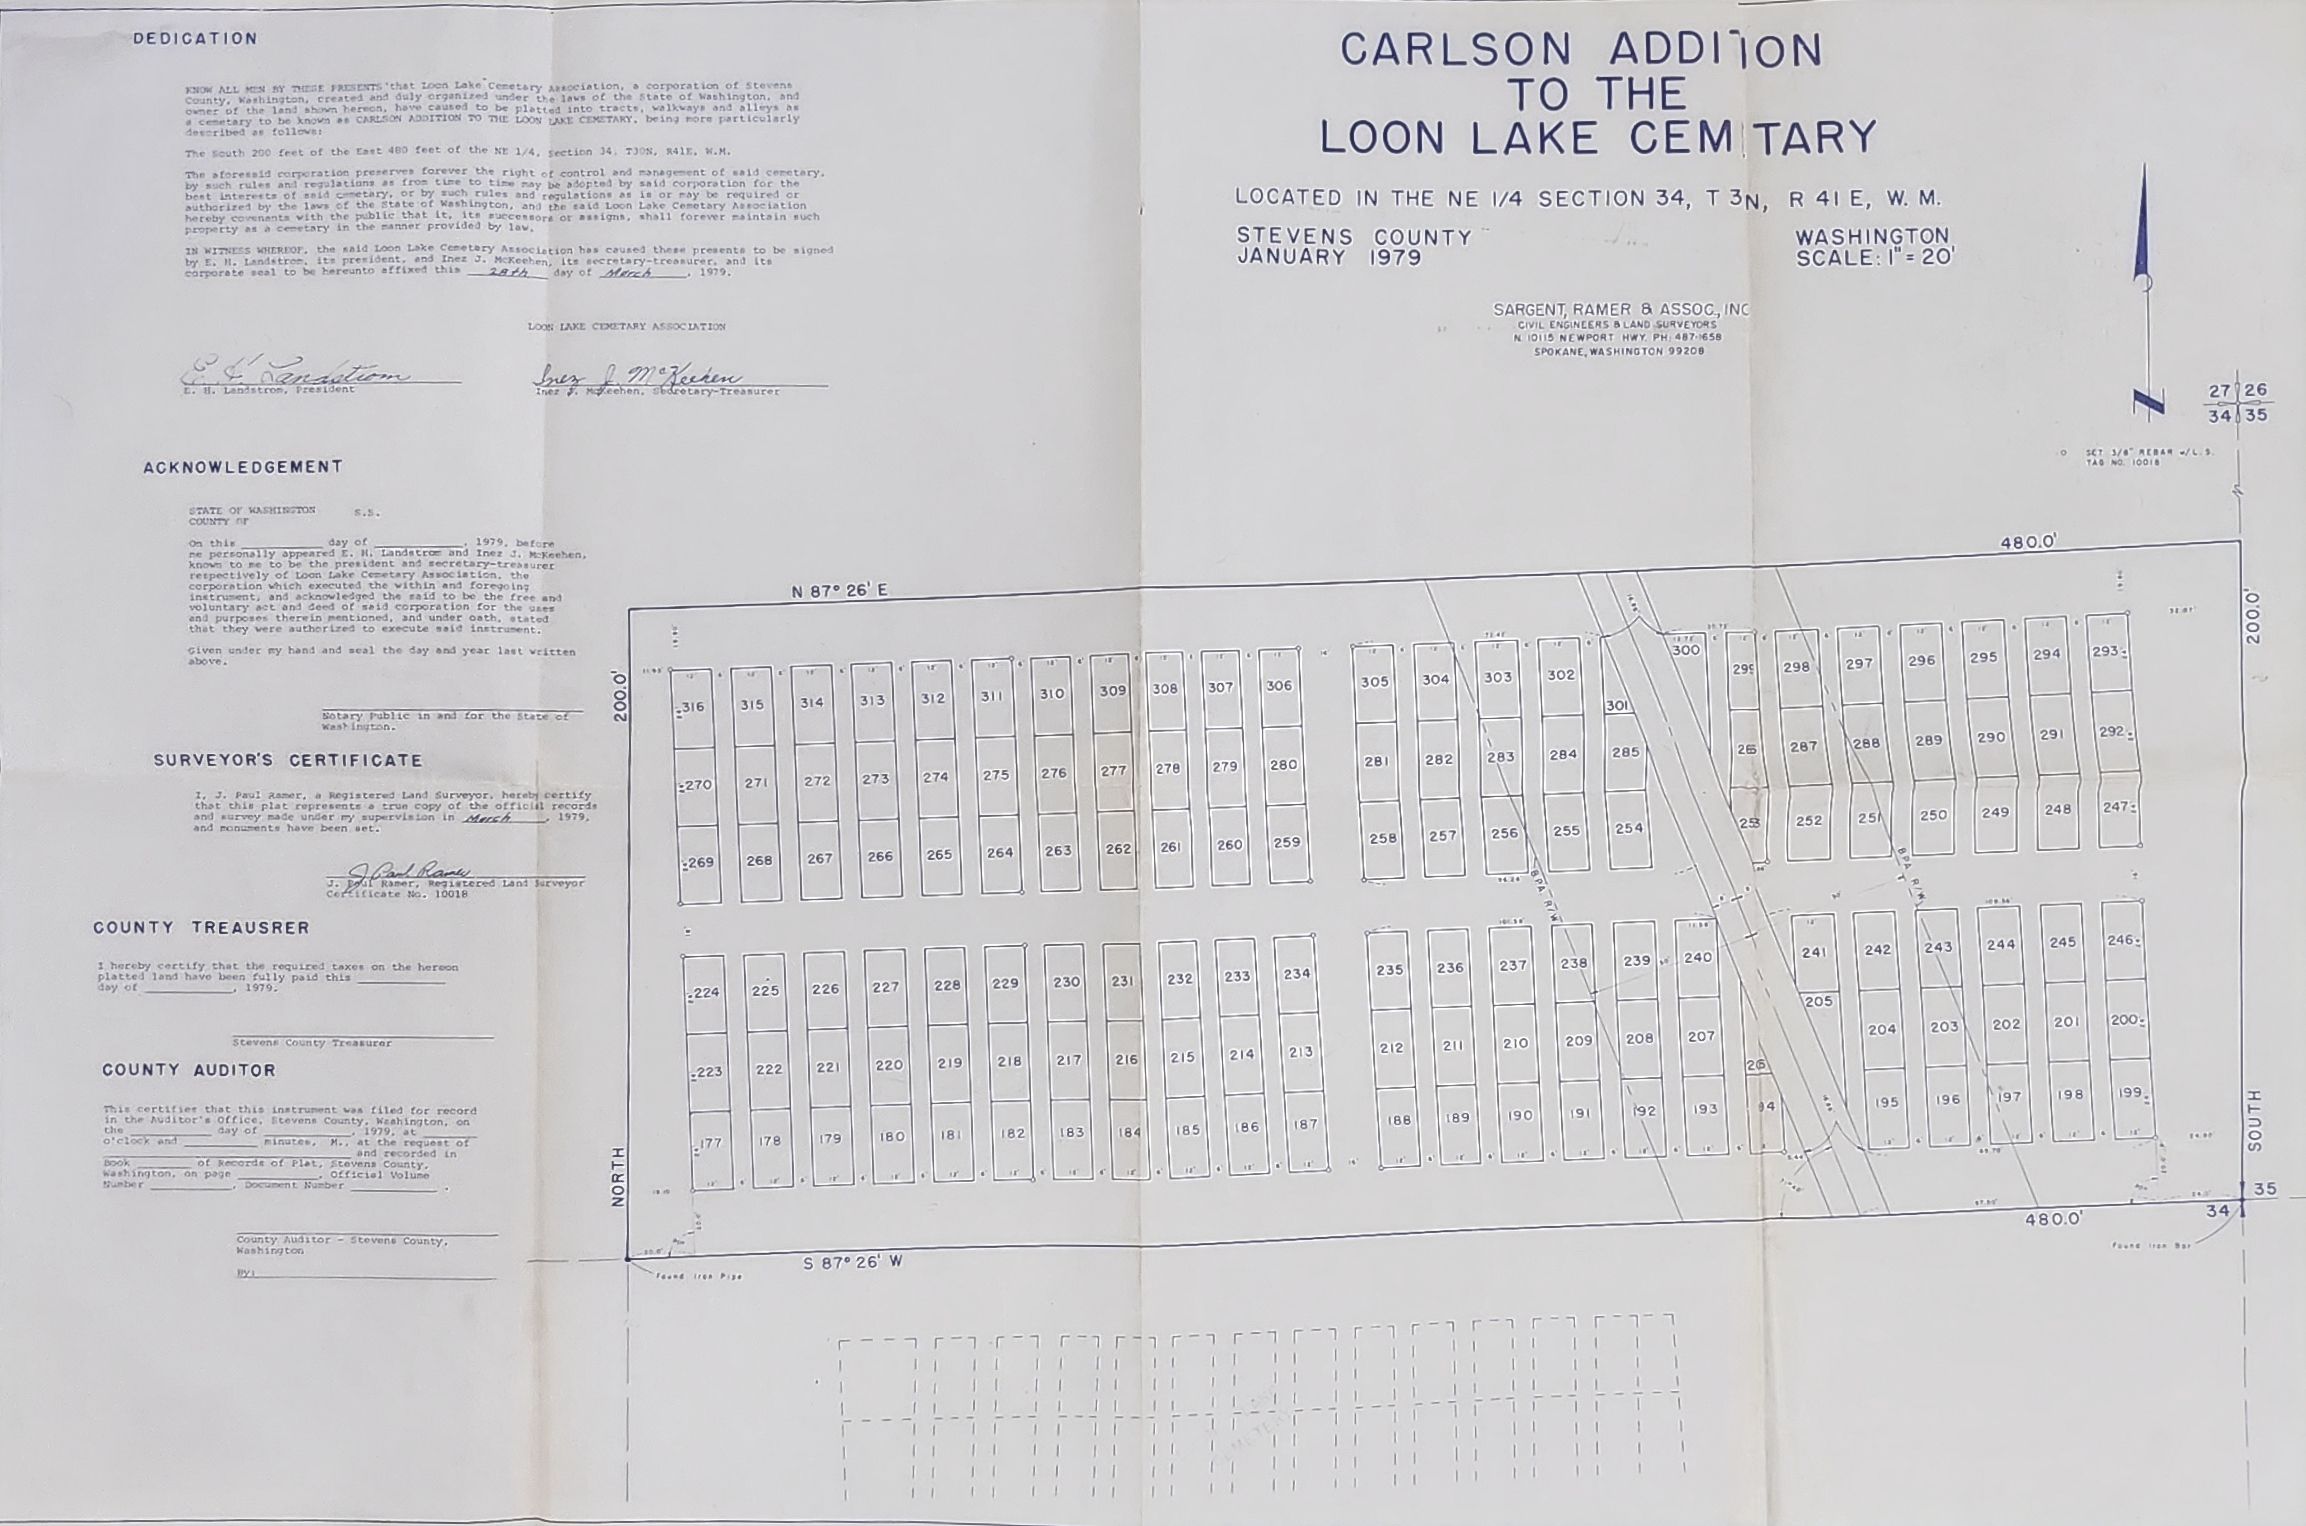 DEDICATION
KNOW ALL MEN BY THESE PRESENTS that Loon Lake Cemetary Association, a corporation of Stevens
County, Washington, created and duly organized under the laws of the State of Washington, and
owner of the land shown hereon, have caused to be platted into tracts, walkways and alleys as
a cemetary to be known as CARLSON ADDITION TO THE LOON LAKE CEMETARY, being more particularly
described as follows:
The South 200 feet of the East 480 feet of the NE 1/4, Section 34, T30N, R41E, W.M.
The aforesaid corporation preserves forever the right of control and management of said cemetary,
by such rules and regulations as from time to time may be adopted by said corporation for the
best interests of said cemetary, or by such rules and regulations as is or may be required or
authorized by the laws of the State of Washington, and the said Loon Lake Cemetary Association
hereby covenants with the public that it, its successors or assigns, shall forever maintain such
property as a cemetary in the manner provided by law.
IN WITNESS WHEREOF, the said Loon Lake Cemetary Association has caused these presents to be signed
by E. H. Landstrom, its president, and Inez J. McKeehen, its secretary-treasurer, and its
corporate seal to be hereunto affixed this 28th day of March, 1979.
LOON LAKE CEMETARY ASSOCIATION
E H Landstrom
Inez J. McKeehen
E. H. Landstrom, President
Inez J. McKeehen, Secretary-Treasurer
ACKNOWLEDGEMENT
STATE OF WASHINGTON S.S.
COUNTY OF
On this day of , 1979, before
me personally appeared E. H. Landstrom and Inez J. McKeehen,
known to me to be the president and secretary-treasurer
respectively of Loon Lake Cemetary Association, the
corporation which executed the within and foregoing
instrument, and acknowledged the said to be the free and
voluntary act and deed of said corporation for the uses
and purposes therein mentioned, and under oath, stated
that they were authorized to execute said instrument.
Given under my hand and seal the day and year last written
above.
Notary Public in and for the State of
Washington.
SURVEYOR'S CERTIFICATE
I, J. Paul Ramer, a Registered Land Surveyor, hereby certify
that this plat represents a true copy of the official records
and survey made under my supervision in March, 1979,
and monuments have been set.
J Paul Ramer
J. Paul Ramer, Registered Land Surveyor
Certificate No. 10018
COUNTY TREAUSRER
I hereby certify that the required taxes on the hereon
platted land have been fully paid this
day of , 1979.
Stevens County Treasurer
COUNTY AUDITOR
This certifies that this instrument was filed for record
in the Auditor's Office, Stevens County, Washington, on
the day of , 1979, at
o'clock and minutes, M., at the request of
and recorded in
Book of Records of Plat, Stevens County,
Washington, on page , Official Volume
Number , Document Number .
County Auditor - Stevens County,
Washington
By:
CARLSON ADDITION
TO THE
LOON LAKE CEM TARY
LOCATED IN THE NE 1/4 SECTION 34, T 3 N, R 41 E, W. M.
STEVENS COUNTY WASHINGTON
JANUARY 1979 SCALE: 1" = 20'
SARGENT, RAMER & ASSOC., INC
CIVIL ENGINEERS & LAND SURVEYORS
N. 10115 NEWPORT HWY. PH. 487-1658
SPOKANE, WASHINGTON 99208
N
27 26
34 35
SET 3/8" REBAR w/L.S.
TAG NO. 10018
480.0'
N 87° 26' E
200.0'
200.0'
316 315 314 313 312 311 310 309 308 307 306 305 304 303 302 301 300 299 298 297 296 295 294 293
270 271 272 273 274 275 276 277 278 279 280 281 282 283 284 285 287 288 289 290 291 292
269 268 267 266 265 264 263 262 261 260 259 258 257 256 255 254 253 252 251 250 249 248 247
BPA R/W
BPA R/W
224 225 226 227 228 229 230 231 232 233 234 235 236 237 238 239 240 241 242 243 244 245 246
223 222 221 220 219 218 217 216 215 214 213 212 211 210 209 208 207 205 204 203 202 201 200
177 178 179 180 181 182 183 184 185 186 187 188 189 190 191 192 193 94 195 196 197 198 199
NORTH
SOUTH
35
34
480.0'
S 87° 26' W
Found Iron Pipe
Found Iron Bar